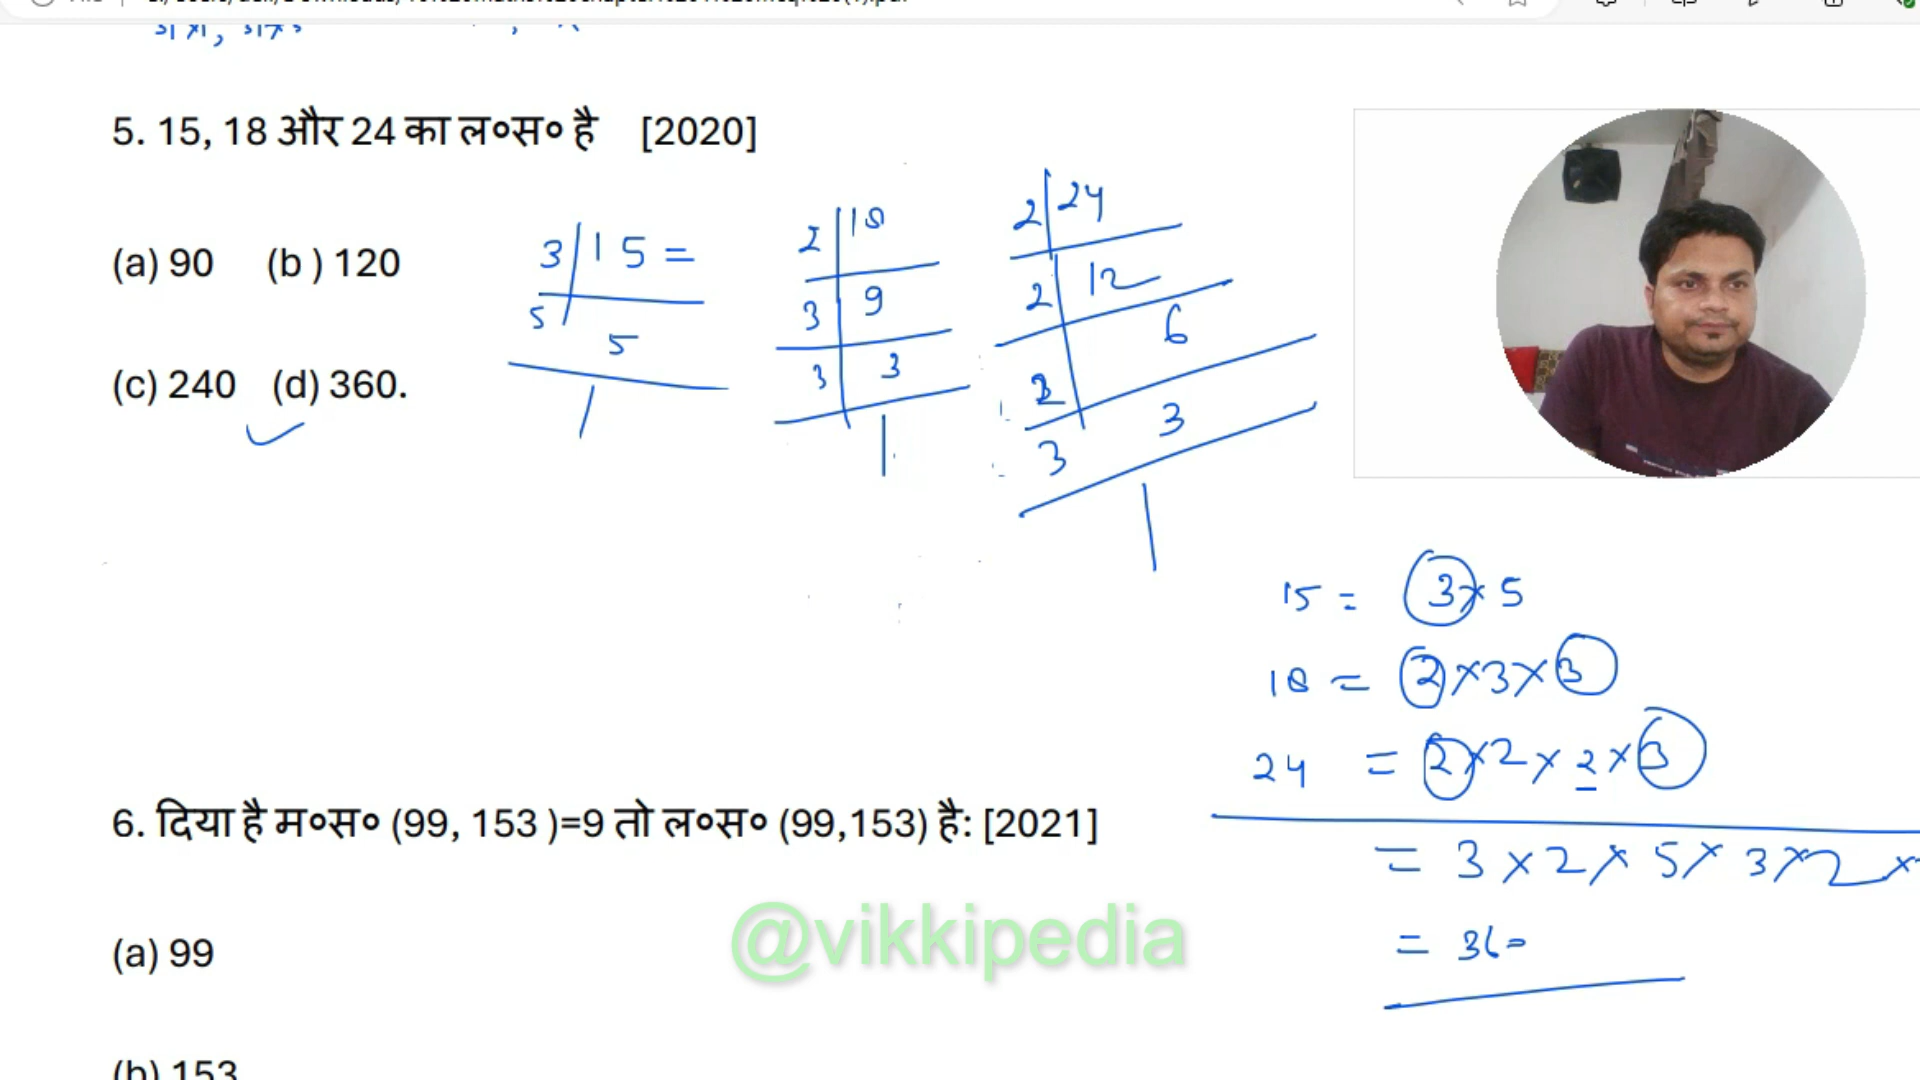 5. 15, 18 और 24 का ल०स० है [2020]
(a) 90 (b ) 120
(c) 240 (d) 360.
3 15 =
5 5
1
2 18
3 9
3 3
1
2 24
2 12
2 6
3 3
1
15 = 3 × 5
18 = 2 × 3 × 3
24 = 2 × 2 × 2 × 3
= 3 × 2 × 5 × 3 × 2 ×
= 360
6. दिया है म०स० (99, 153 )=9 तो ल०स० (99,153) है: [2021]
@vikkipedia
(a) 99
(b) 153